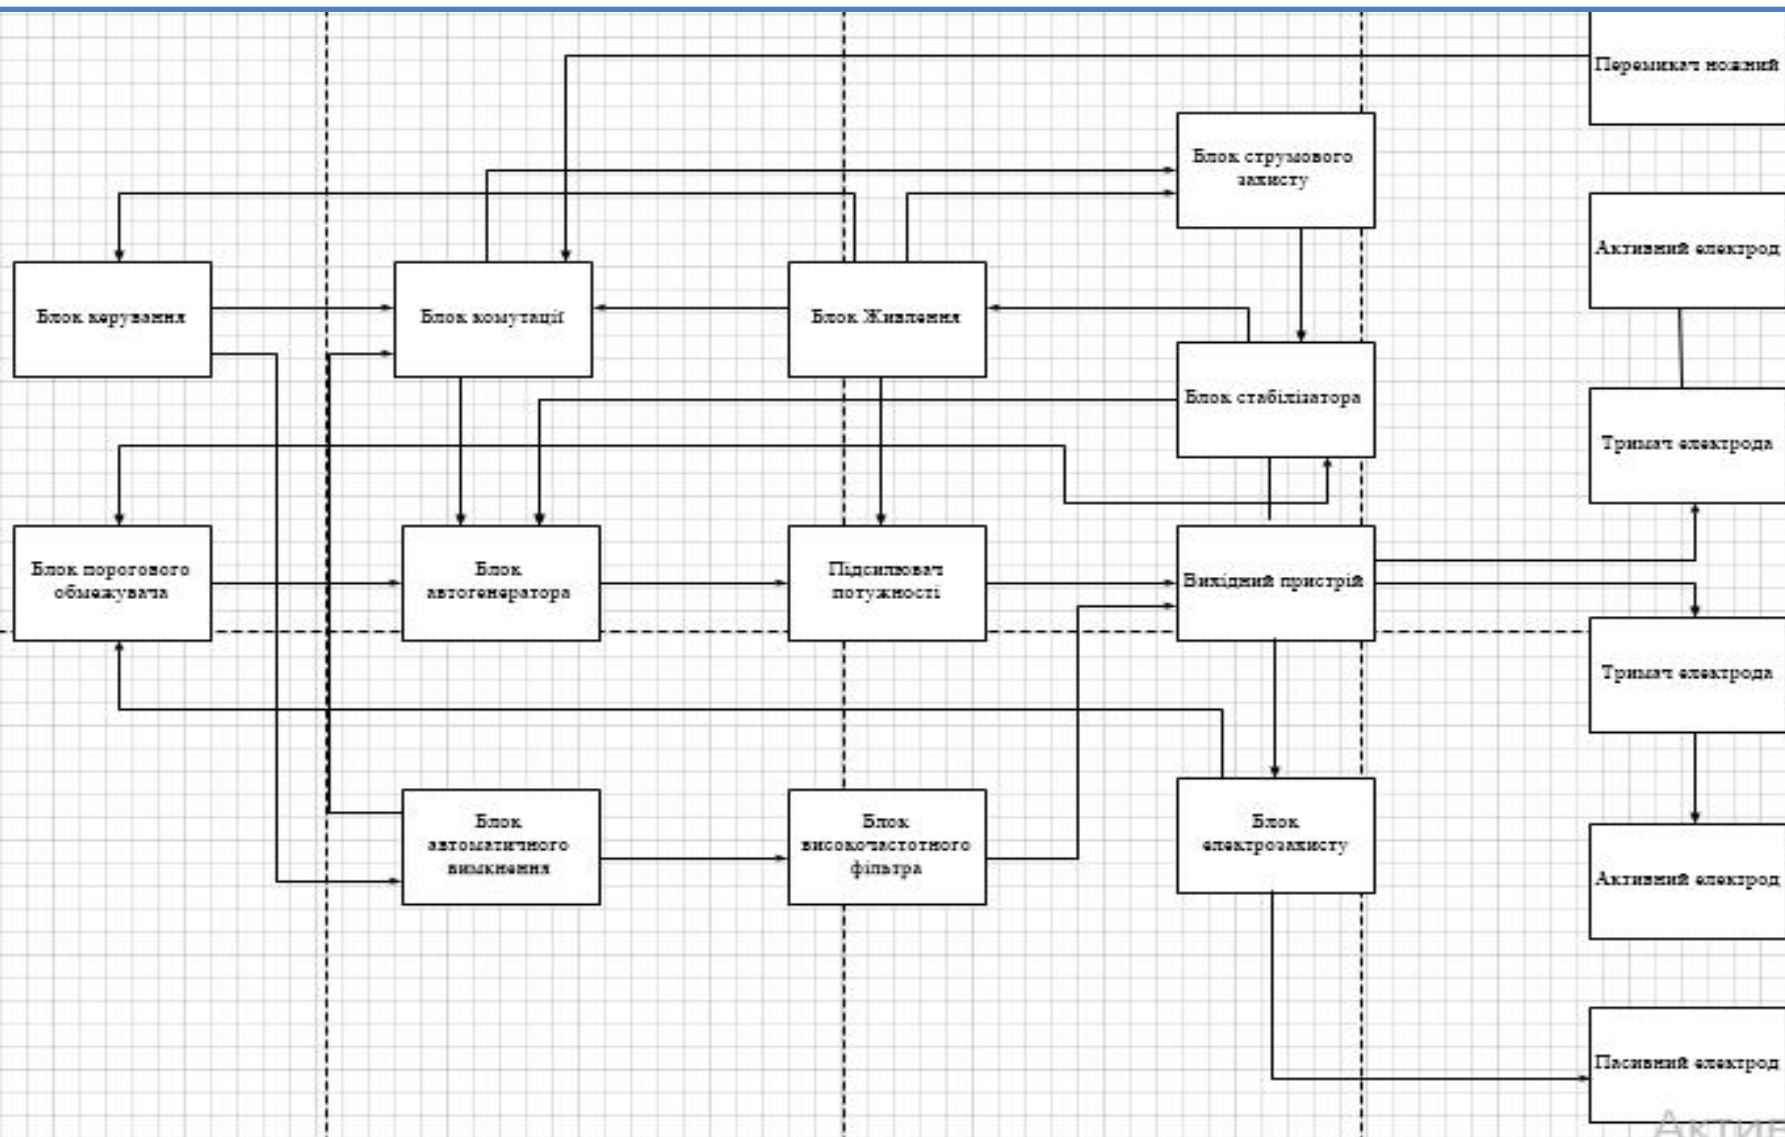 Перемикач ножний
Блок струмового
захисту
Активний електрод
Блок керування
Блок комутації
Блок Живлення
Блок стабілізатора
Тримач електрода
Блок порогового
обмежувача
Блок
автогенератора
Підсилювач
потужності
Вихідний пристрій
Тримач електрода
Блок
автоматичного
вимкнення
Блок
високочастотного
фільтра
Блок
електрозахисту
Активний електрод
Пасивний електрод